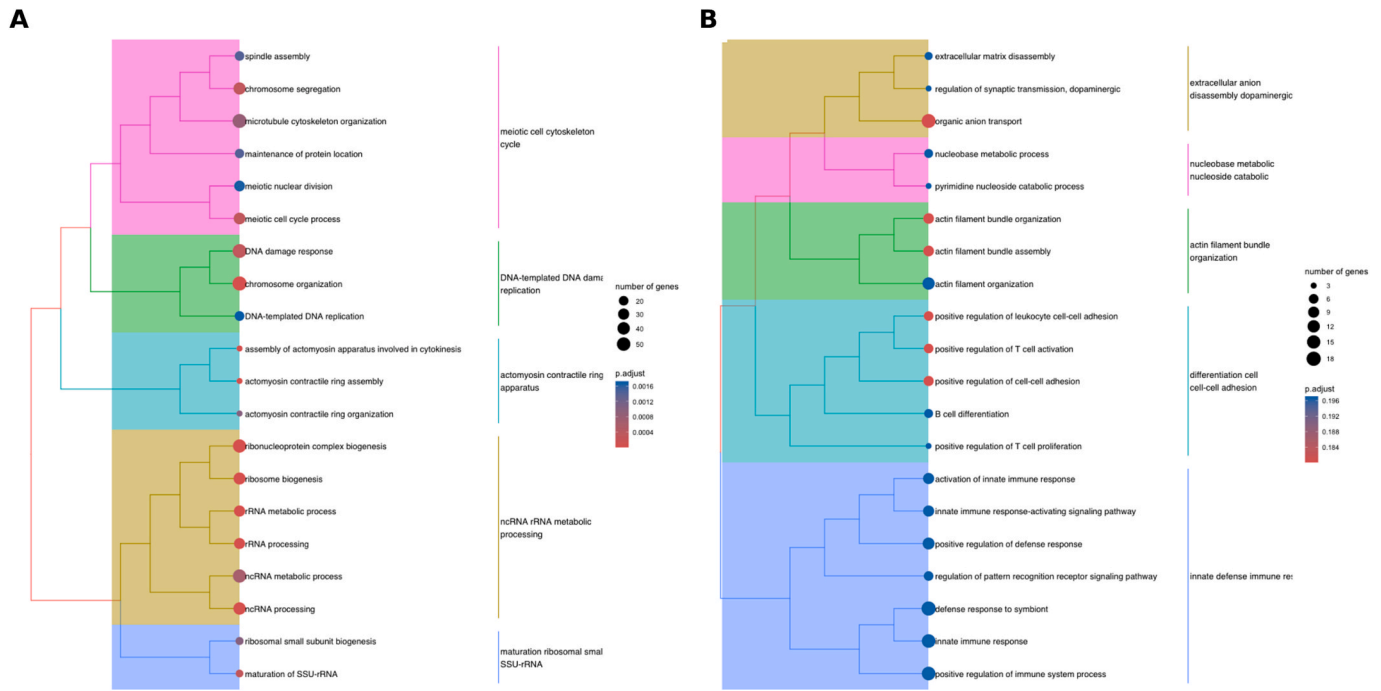 A
spindle assembly
chromosome segregation
microtubule cytoskeleton organization
maintenance of protein location
meiotic nuclear division
meiotic cell cycle process
DNA damage response
chromosome organization
DNA-templated DNA replication
assembly of actomyosin apparatus involved in cytokinesis
actomyosin contractile ring assembly
actomyosin contractile ring organization
ribonucleoprotein complex biogenesis
ribosome biogenesis
rRNA metabolic process
rRNA processing
ncRNA metabolic process
ncRNA processing
ribosomal small subunit biogenesis
maturation of SSU-rRNA
meiotic cell cytoskeleton
cycle
DNA-templated DNA dama
replication
actomyosin contractile ring
apparatus
ncRNA rRNA metabolic
processing
maturation ribosomal smal
SSU-rRNA
number of genes
20
30
40
50
p.adjust
0.0016
0.0012
0.0008
0.0004
B
extracellular matrix disassembly
regulation of synaptic transmission, dopaminergic
organic anion transport
nucleobase metabolic process
pyrimidine nucleoside catabolic process
actin filament bundle organization
actin filament bundle assembly
actin filament organization
positive regulation of leukocyte cell-cell adhesion
positive regulation of T cell activation
positive regulation of cell-cell adhesion
B cell differentiation
positive regulation of T cell proliferation
activation of innate immune response
innate immune response-activating signaling pathway
positive regulation of defense response
regulation of pattern recognition receptor signaling pathway
defense response to symbiont
innate immune response
positive regulation of immune system process
extracellular anion
disassembly dopaminergic
nucleobase metabolic
nucleoside catabolic
actin filament bundle
organization
differentiation cell
cell-cell adhesion
innate defense immune res
number of genes
3
6
9
12
15
18
p.adjust
0.196
0.192
0.188
0.184